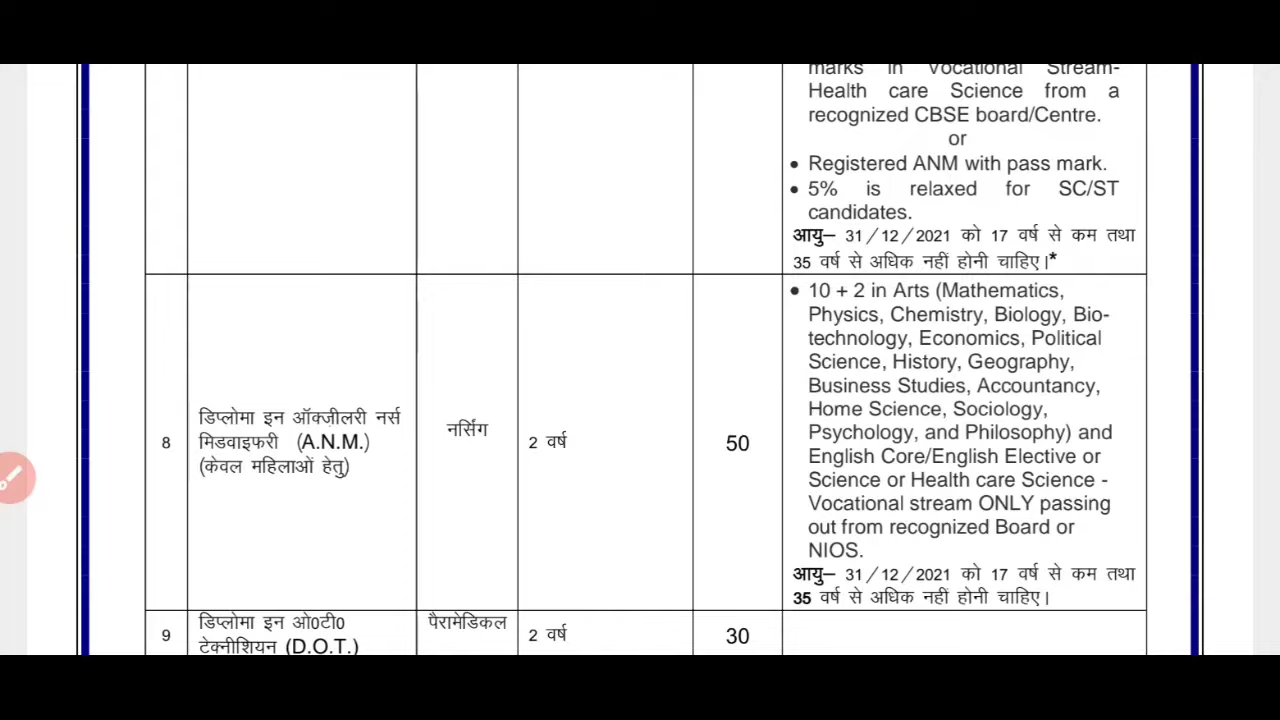 marks in Vocational Stream-
Health care Science from a
recognized CBSE board/Centre.
or
• Registered ANM with pass mark.
• 5% is relaxed for SC/ST
candidates.
आयु– 31/12/2021 को 17 वर्ष से कम तथा
35 वर्ष से अधिक नहीं होनी चाहिए।*
8
डिप्लोमा इन ऑक्ज़ीलरी नर्स
मिडवाइफरी (A.N.M.)
(केवल महिलाओं हेतु)
नर्सिंग
2 वर्ष
50
• 10 + 2 in Arts (Mathematics,
Physics, Chemistry, Biology, Bio-
technology, Economics, Political
Science, History, Geography,
Business Studies, Accountancy,
Home Science, Sociology,
Psychology, and Philosophy) and
English Core/English Elective or
Science or Health care Science -
Vocational stream ONLY passing
out from recognized Board or
NIOS.
आयु– 31/12/2021 को 17 वर्ष से कम तथा
35 वर्ष से अधिक नहीं होनी चाहिए।
9
डिप्लोमा इन ओ0टी0
टेक्नीशियन (D.O.T.)
पैरामेडिकल
2 वर्ष
30